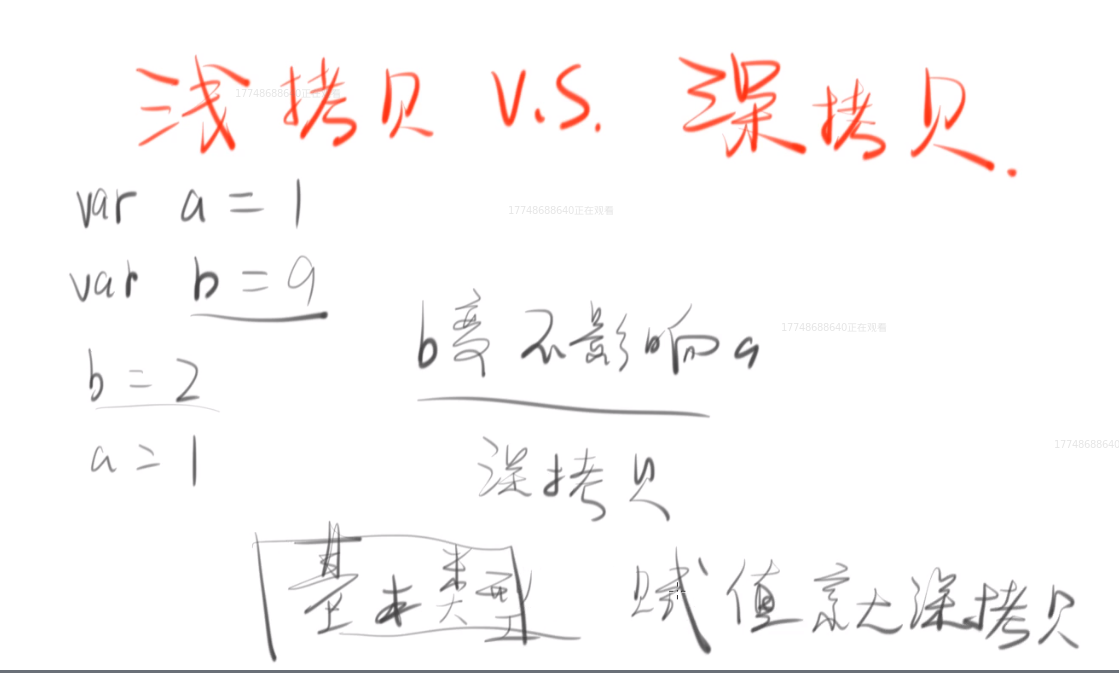 浅拷贝 V.S. 深拷贝.
17748688640正在观看
var a = 1
17748688640正在观看
var b = a
b变不影响a
17748688640正在观看
b = 2
a = 1
深拷贝
17748688640
基本类型 赋值就是深拷贝